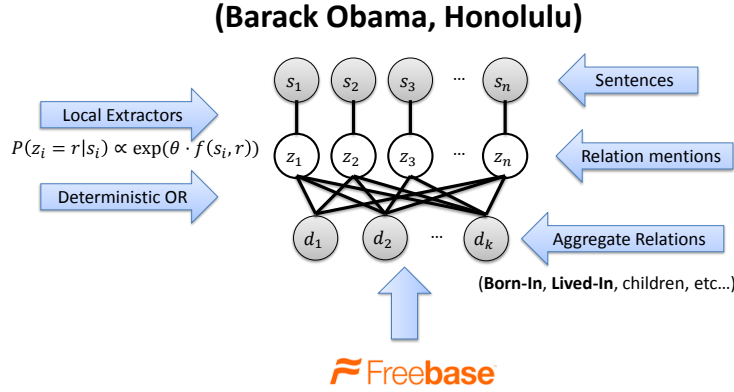 (Barack Obama, Honolulu)
s₁ s₂ s₃ ... sₙ
Sentences
Local Extractors
P(zᵢ = r|sᵢ) ∝ exp(θ · f(sᵢ, r))
z₁ z₂ z₃ ... zₙ
Relation mentions
Deterministic OR
d₁ d₂ ... dₖ
Aggregate Relations
(Born-In, Lived-In, children, etc…)
Freebase™